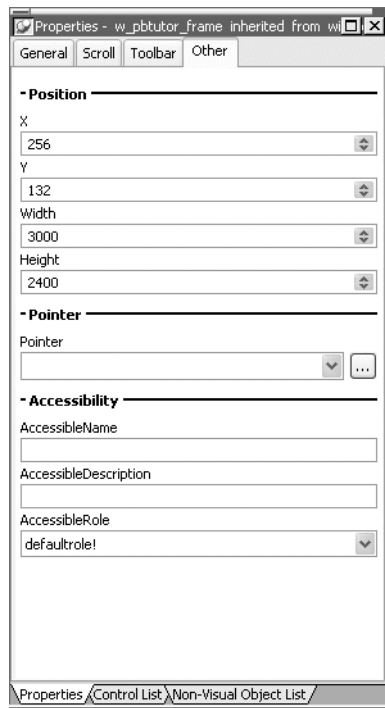 Properties - w_pbtutor_frame inherited from wi
General Scroll Toolbar Other
- Position
X
256
Y
132
Width
3000
Height
2400
- Pointer
Pointer
...
- Accessibility
AccessibleName
AccessibleDescription
AccessibleRole
defaultrole!
Properties Control List Non-Visual Object List